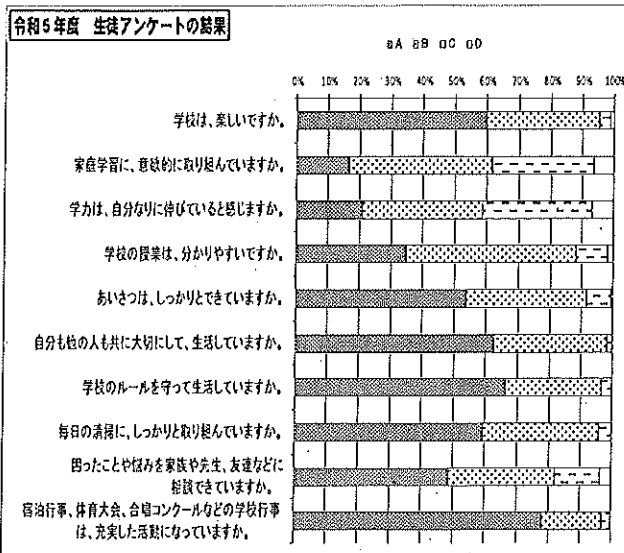 令和5年度 生徒アンケートの結果
A B C D
0% 10% 20% 30% 40% 50% 60% 70% 80% 90% 100%
学校は、楽しいですか。
家庭学習に、意欲的に取り組んでいますか。
学力は、自分なりに伸びていると感じますか。
学校の授業は、分かりやすいですか。
あいさつは、しっかりとできていますか。
自分も他の人も共に大切にして、生活していますか。
学校のルールを守って生活していますか。
毎日の清掃に、しっかりと取り組んでいますか。
困ったことや悩みを家族や先生、友達などに
相談できていますか。
宿泊行事、体育大会、合唱コンクールなどの学校行事
は、充実した活動になっていますか。